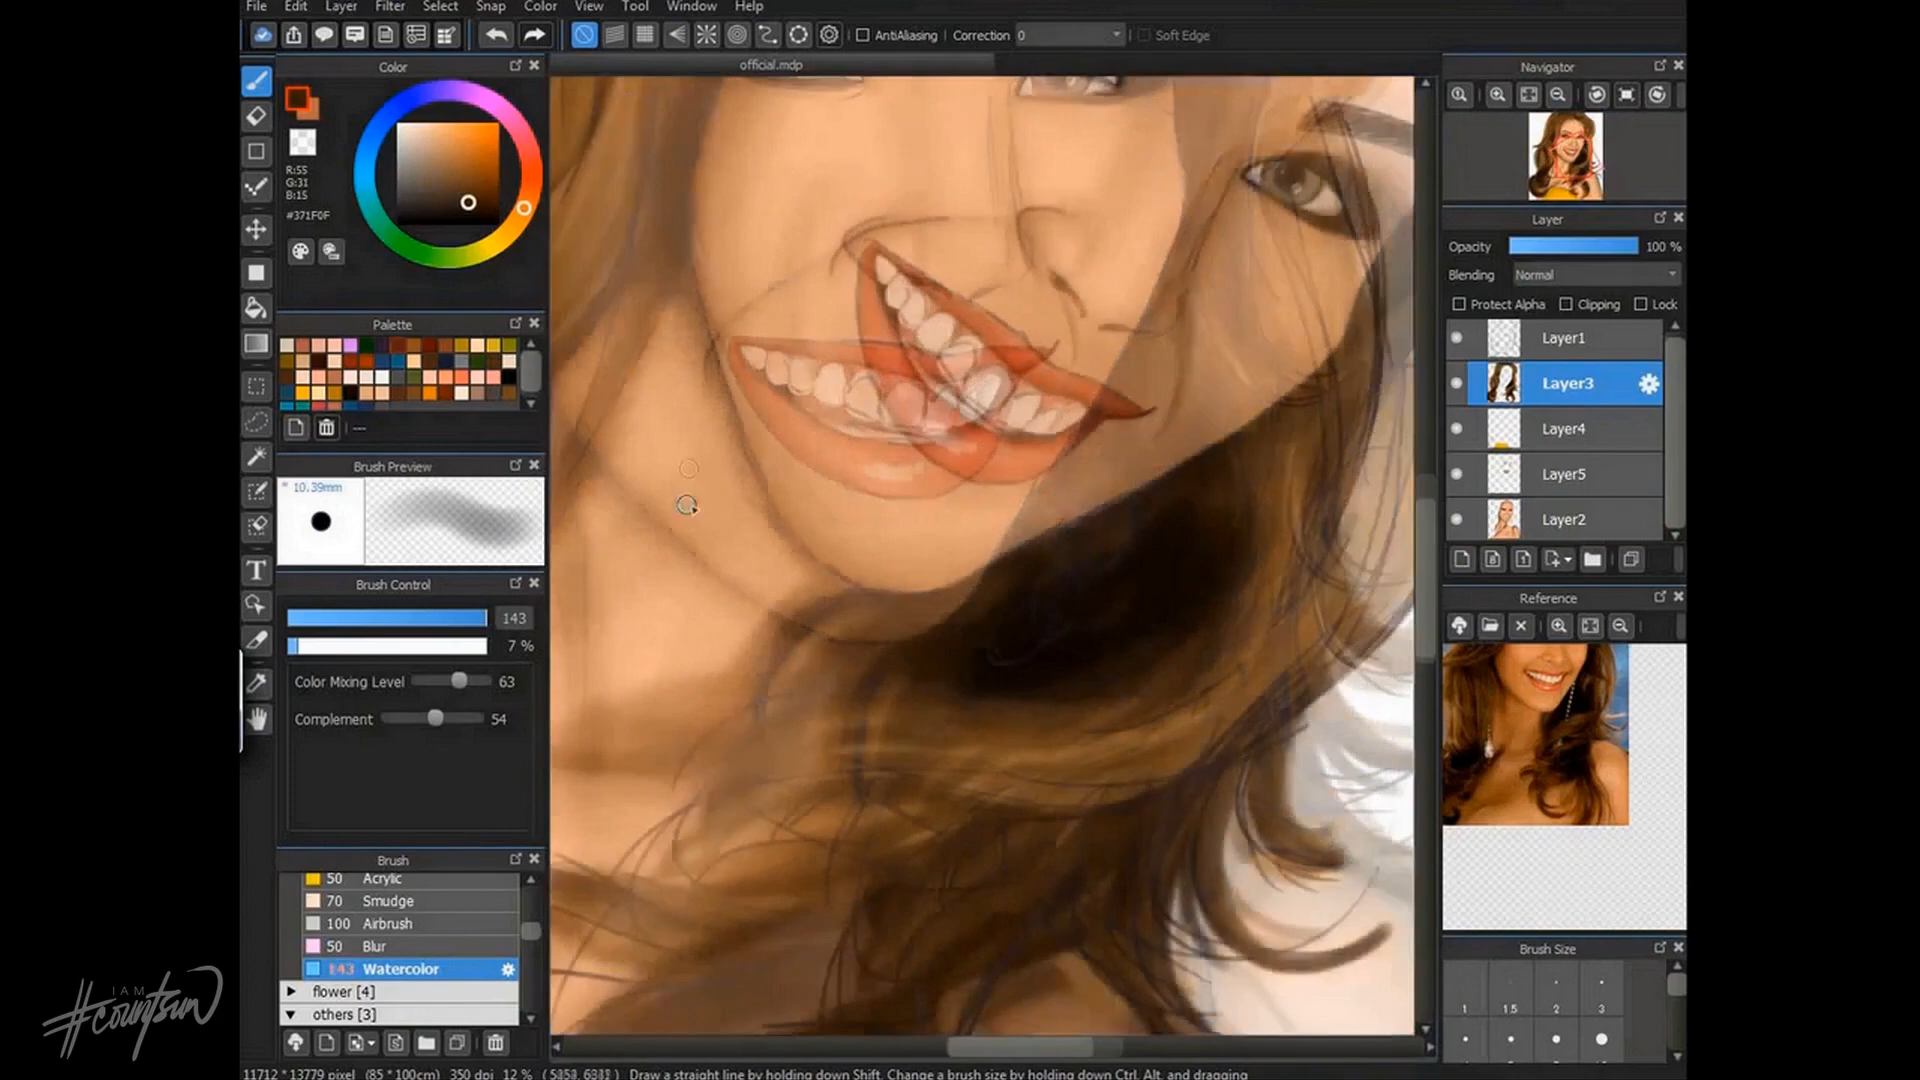 File Edit Layer Filter Select Snap Color View Tool Window Help
AntiAliasing Correction 0 Soft Edge
official.mdp
Color
R:55
G:31
B:15
#371F0F
Palette
---
Brush Preview
* 10.39mm
Brush Control
143
7 %
Color Mixing Level 63
Complement 54
Brush
50 Acrylic
70 Smudge
100 Airbrush
50 Blur
143 Watercolor
flower [4]
others [3]
Navigator
Layer
Opacity 100 %
Blending Normal
Protect Alpha Clipping Lock
Layer1
Layer3
Layer4
Layer5
Layer2
Reference
Brush Size
1 1.5 2 3
11712 * 13779 pixel (85 * 100cm) 350 dpi 12 % Draw a straight line by holding down Shift, Change a brush size by holding down Ctrl, Alt, and dragging
I AM
#countsun